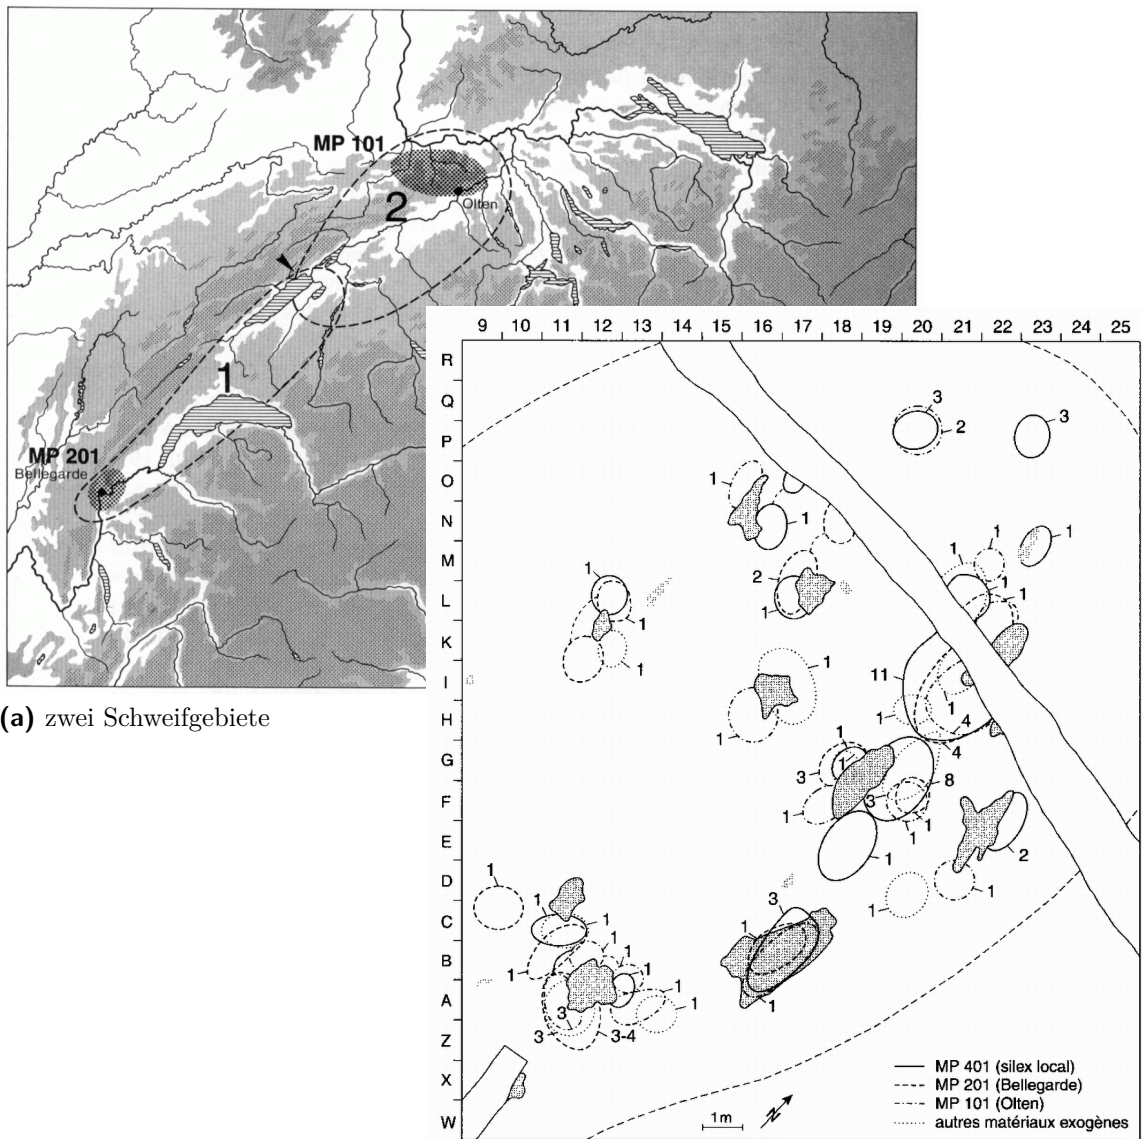 MP 101
2
Olten
1
MP 201
Bellegarde
(a) zwei Schweifgebiete
9 10 11 12 13 14 15 16 17 18 19 20 21 22 23 24 25
R
Q
P
O
N
M
L
K
I
H
G
F
E
D
C
B
A
Z
X
W
3
2
3
1
1
1
1
1
1
2
1
1
1
1
1
1
1
11
1
1
4
4
1
1
3
8
3
1
1
1
1
2
1
1
1
1
1
3
1
1
1
1
1
1
1
1
3
3
3-4
MP 401 (silex local)
MP 201 (Bellegarde)
MP 101 (Olten)
autres matériaux exogènes
1m
N